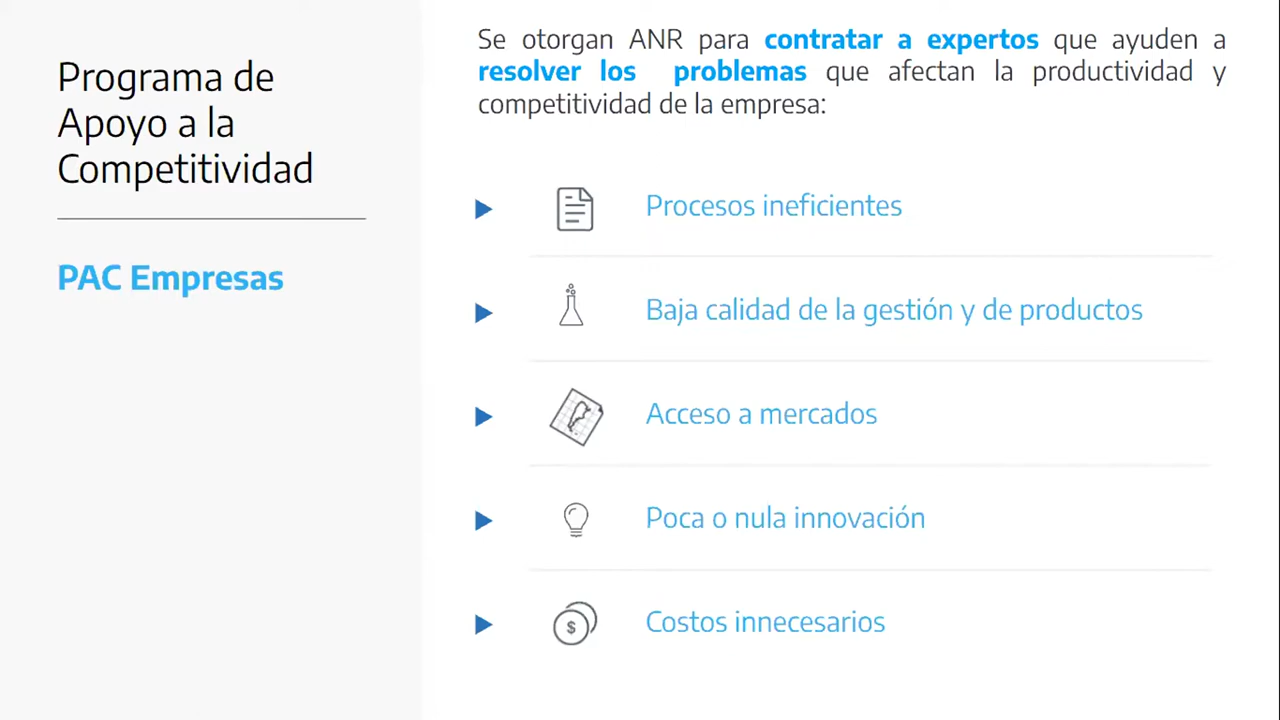 Programa de
Apoyo a la
Competitividad
PAC Empresas
Se otorgan ANR para contratar a expertos que ayuden a
resolver los problemas que afectan la productividad y
competitividad de la empresa:
Procesos ineficientes
Baja calidad de la gestión y de productos
Acceso a mercados
Poca o nula innovación
$
Costos innecesarios